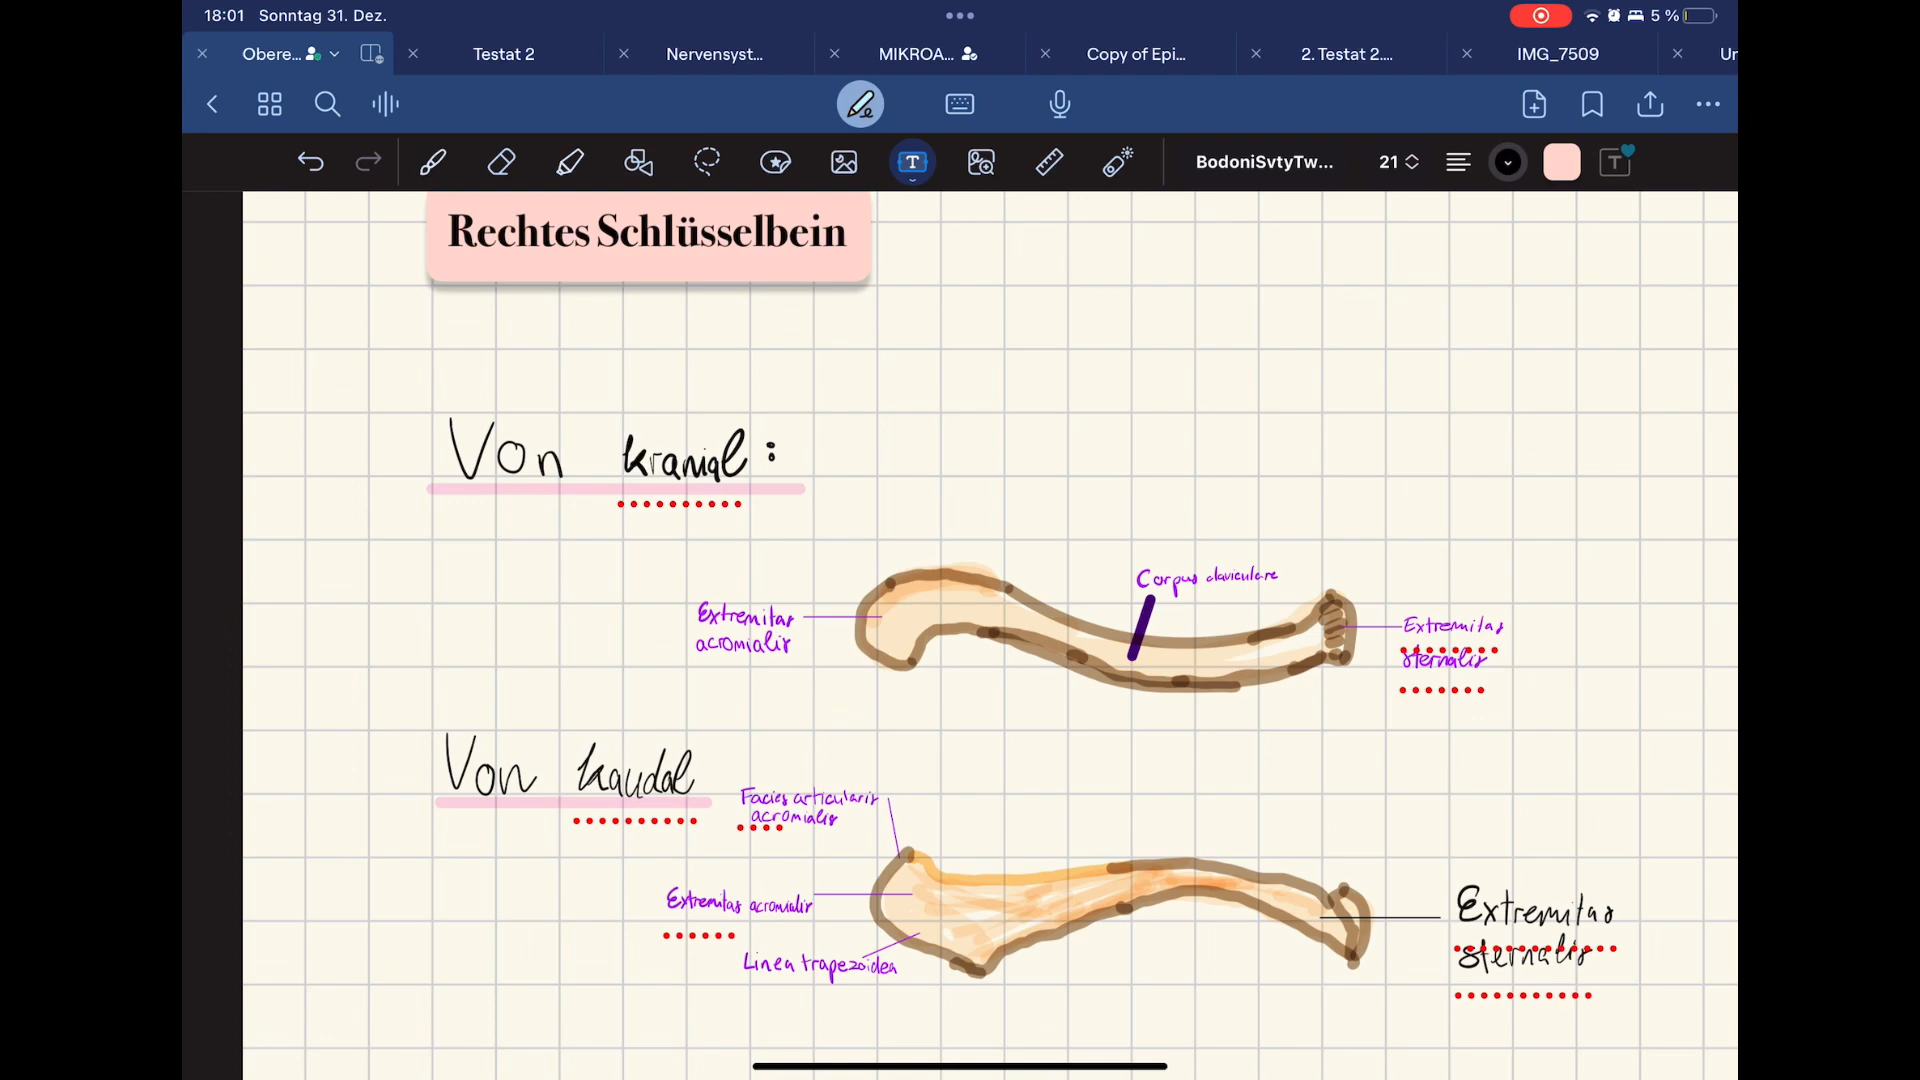 18:01 Sonntag 31. Dez.
5 %
Obere...
Testat 2
Nervensyst...
MIKROA...
Copy of Epi...
2. Testat 2....
IMG_7509
Ur
BodoniSvtyTw...
21
Rechtes Schlüsselbein
Von kranial:
Corpus claviculare
Extremitas
acromialis
Extremitas
sternalis
Von kaudal
Facies articularis
acromialis
Extremitas acromialis
Extremitas
sternalis
Linea trapezoidea